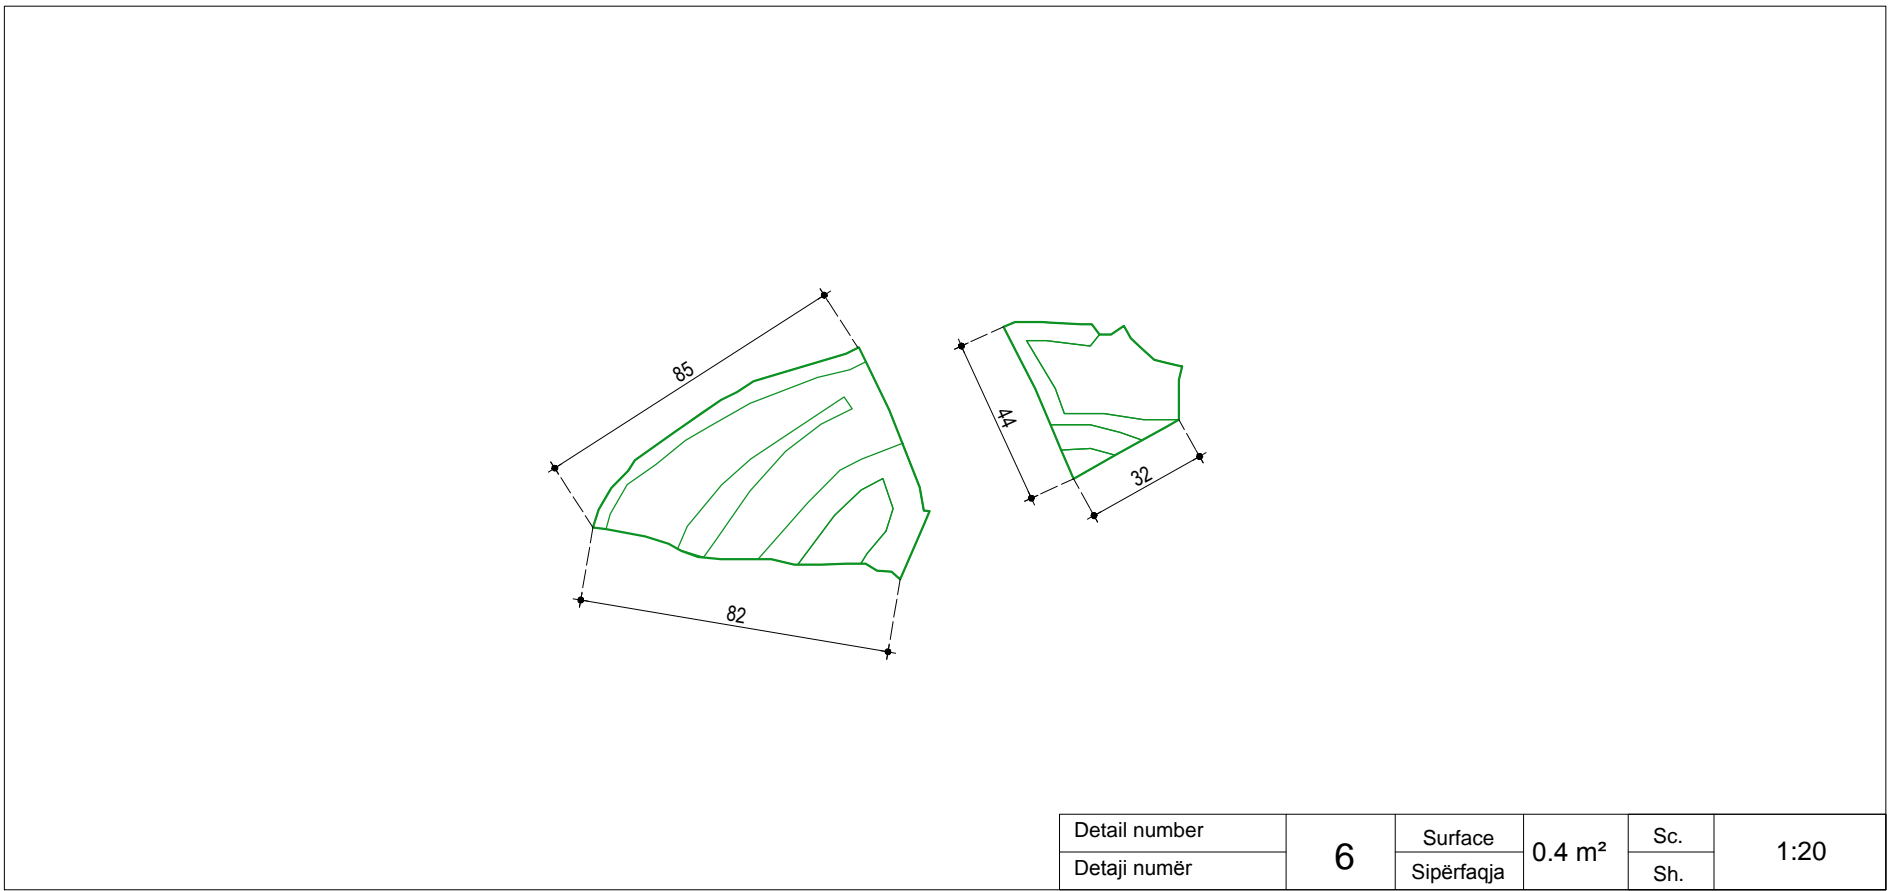 85
44
32
82
Detail number
Detaji numër
6
Surface
Sipërfaqja
0.4 m²
Sc.
Sh.
1:20